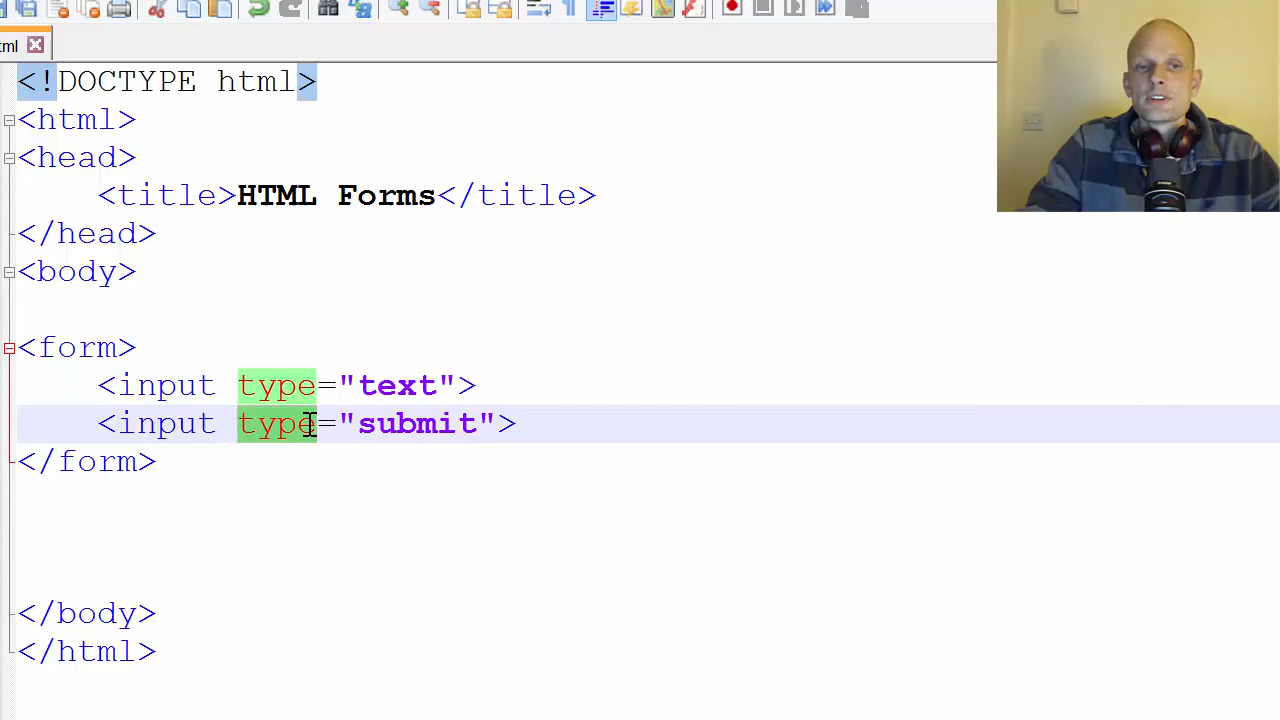 tml
<!DOCTYPE html>
<html>
<head>
<title>HTML Forms</title>
</head>
<body>
<form>
<input type="text">
<input type="submit">
</form>
</body>
</html>